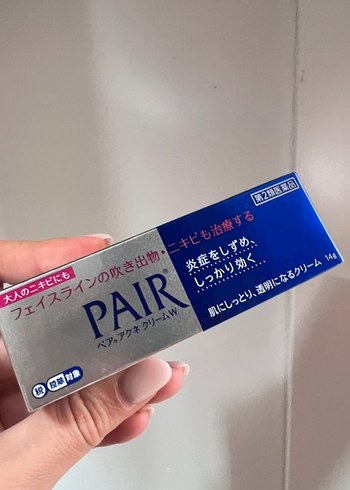 第2類医薬品
大人のニキビにも
フェイスラインの吹き出物・ニキビも治療する
PAIR®
ペア®アクネ クリームW
炎症をしずめ、
しっかり効く
肌にしっとり、透明になるクリーム 14g
税 控除 対象